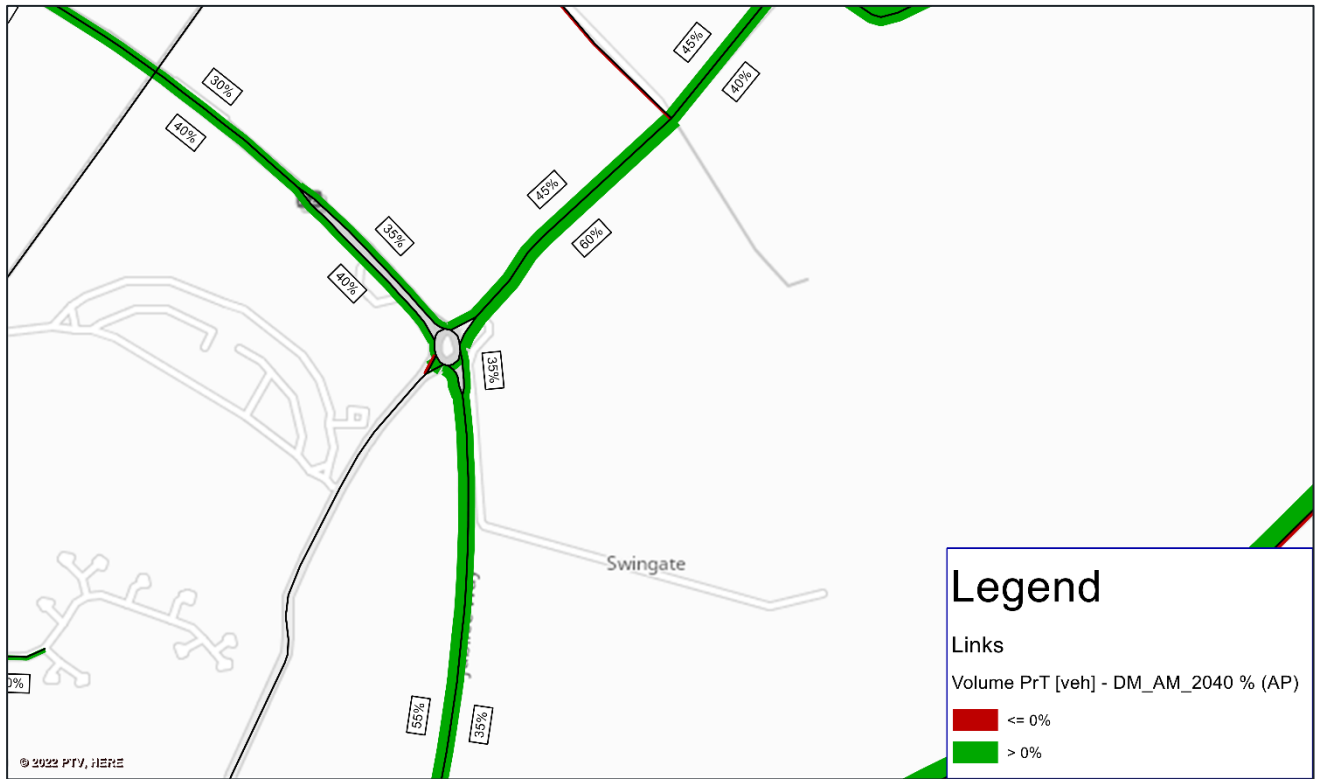 45%
30%
40%
40%
45%
35%
60%
40%
35%
Swingate
55%
35%
0%
© 2022 PTV, HERE
Legend
Links
Volume PrT [veh] - DM_AM_2040 % (AP)
<= 0%
> 0%